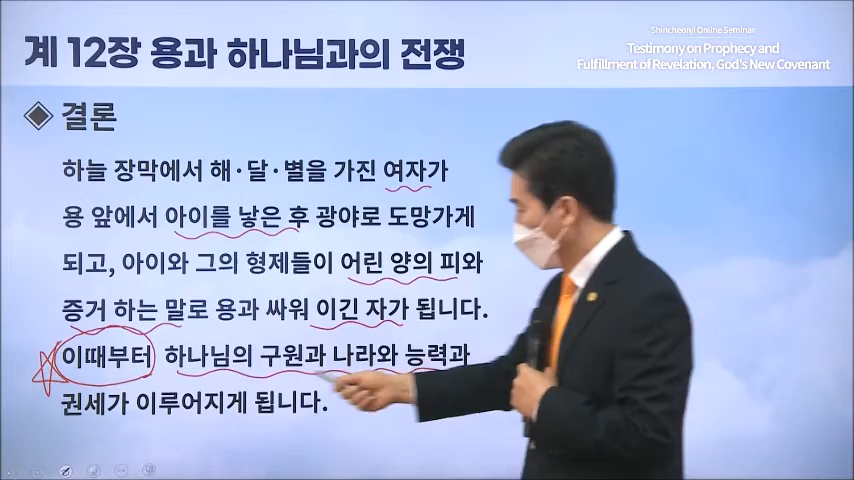 계 12장 용과 하나님과의 전쟁
Shincheonji Online Seminar
Testimony on Prophecy and
Fulfillment of Revelation, God's New Covenant
결론
하늘 장막에서 해·달·별을 가진 여자가
용 앞에서 아이를 낳은 후 광야로 도망가게
되고, 아이와 그의 형제들이 어린 양의 피와
증거 하는 말로 용과 싸워 이긴 자가 됩니다.
이때부터 하나님의 구원과 나라와 능력과
권세가 이루어지게 됩니다.